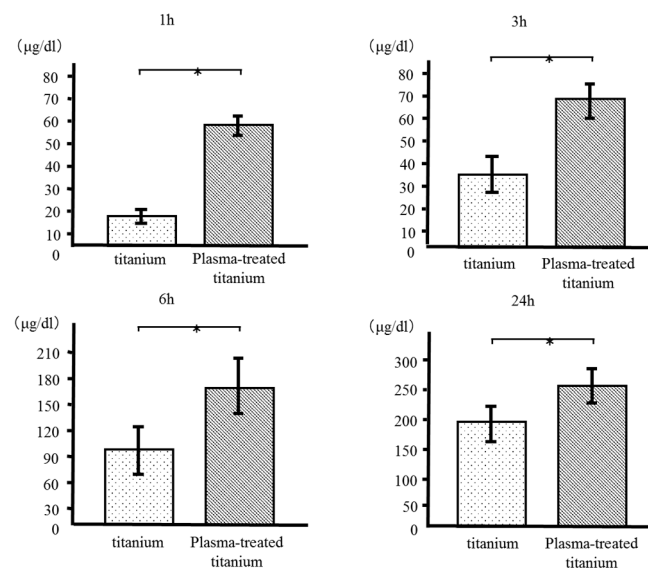 1h
(μg/dl)
80
70
60
50
40
30
20
10
0
*
titanium
Plasma-treated
titanium
3h
(μg/dl)
80
70
60
50
40
30
20
10
0
*
titanium
Plasma-treated
titanium
6h
(μg/dl)
210
180
150
120
90
60
30
0
*
titanium
Plasma-treated
titanium
24h
(μg/dl)
300
250
200
150
100
50
0
*
titanium
Plasma-treated
titanium